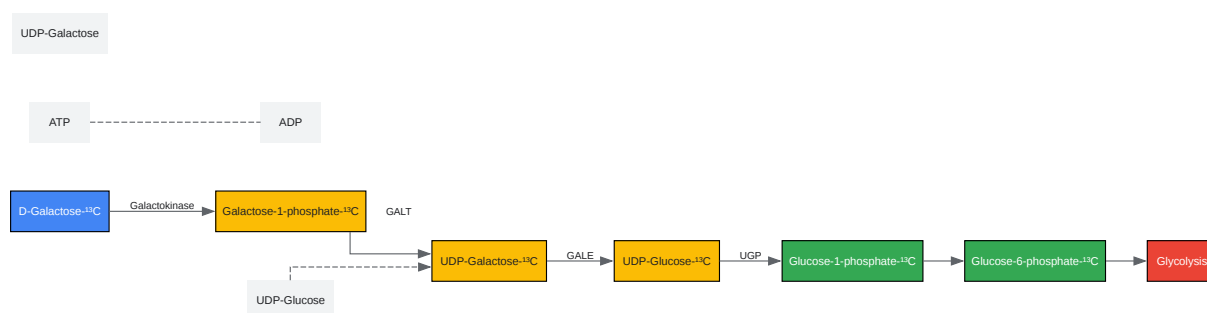 UDP-Galactose
ATP
ADP
D-Galactose-¹³C
Galactokinase
Galactose-1-phosphate-¹³C
GALT
UDP-Galactose-¹³C
GALE
UDP-Glucose-¹³C
UGP
Glucose-1-phosphate-¹³C
Glucose-6-phosphate-¹³C
Glycolysis
UDP-Glucose